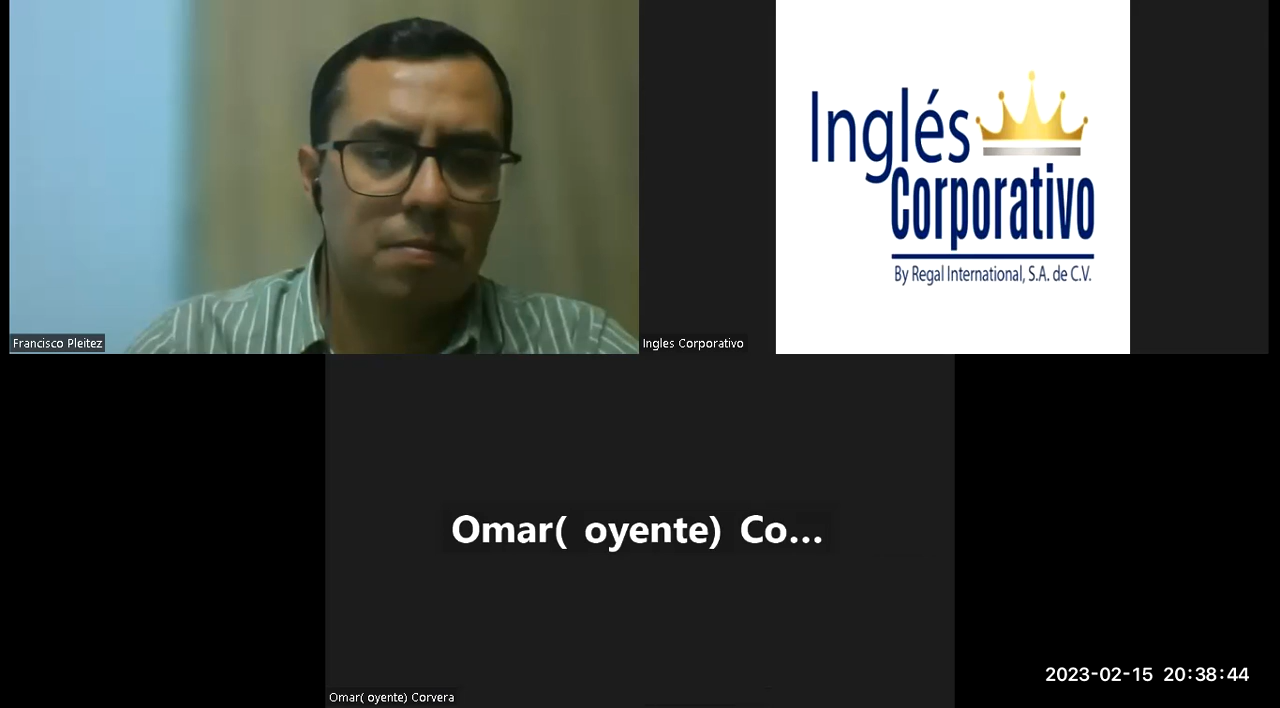 Inglés
Corporativo
By Regal International, S.A. de C.V.
Francisco Pleitez
Ingles Corporativo
Omar( oyente) Co...
Omar( oyente) Corvera
2023-02-15 20:38:44